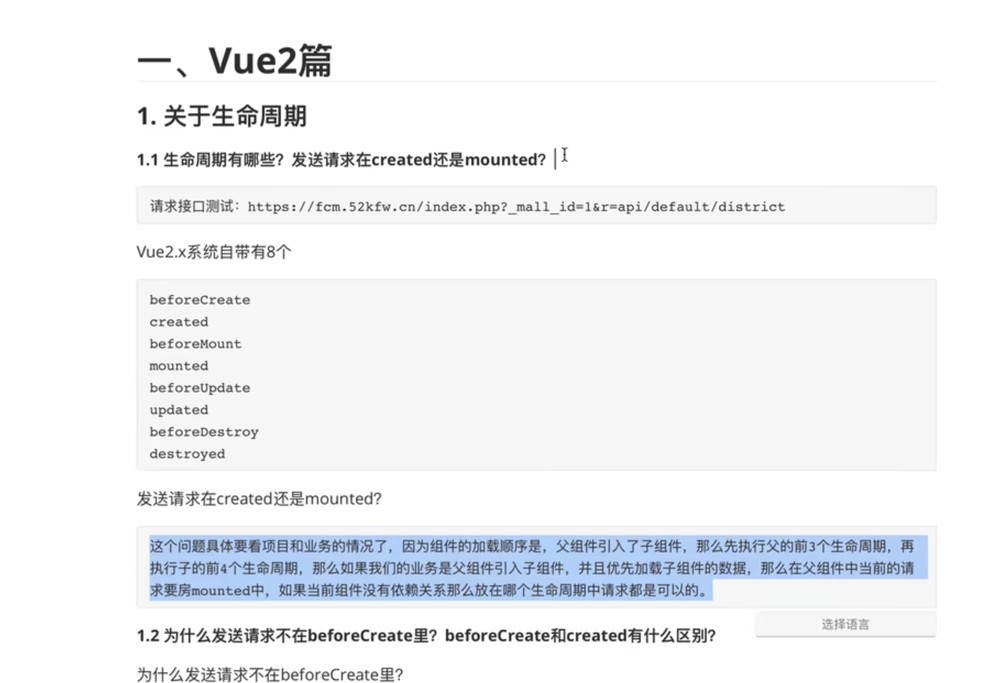 一、Vue2篇
1. 关于生命周期
1.1 生命周期有哪些？发送请求在created还是mounted？
请求接口测试：https://fcm.52kfw.cn/index.php?_mall_id=1&r=api/default/district
Vue2.x系统自带有8个
beforeCreate
created
beforeMount
mounted
beforeUpdate
updated
beforeDestroy
destroyed
发送请求在created还是mounted？
这个问题具体要看项目和业务的情况了，因为组件的加载顺序是，父组件引入了子组件，那么先执行父的前3个生命周期，再
执行子的前4个生命周期，那么如果我们的业务是父组件引入子组件，并且优先加载子组件的数据，那么在父组件中当前的请
求要房mounted中，如果当前组件没有依赖关系那么放在哪个生命周期中请求都是可以的。
选择语言
1.2 为什么发送请求不在beforeCreate里？beforeCreate和created有什么区别？
为什么发送请求不在beforeCreate里？